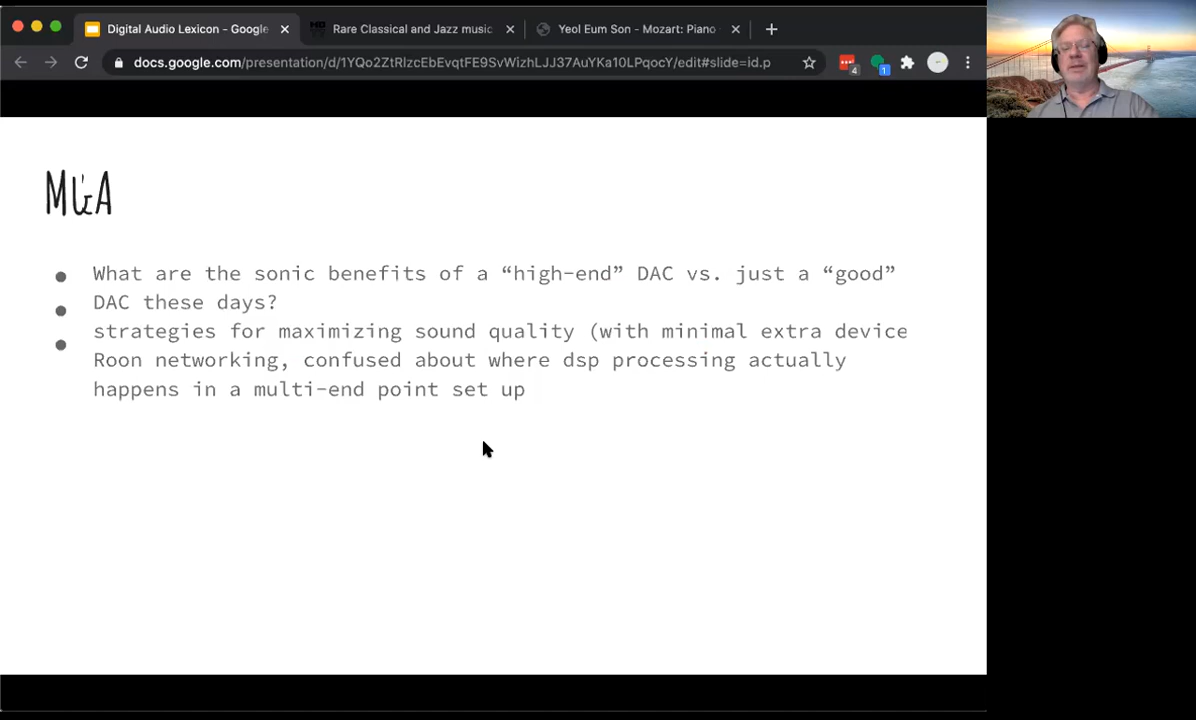 Digital Audio Lexicon - Google
Rare Classical and Jazz music
Yeol Eum Son - Mozart: Piano
docs.google.com/presentation/d/1YQo2ZtRIzcEbEvqtFE9SvWizhLJJ37AuYKa10LPqocY/edit#slide=id.p
4
1
M&A
What are the sonic benefits of a “high-end” DAC vs. just a “good”
DAC these days?
strategies for maximizing sound quality (with minimal extra device
Roon networking, confused about where dsp processing actually
happens in a multi-end point set up